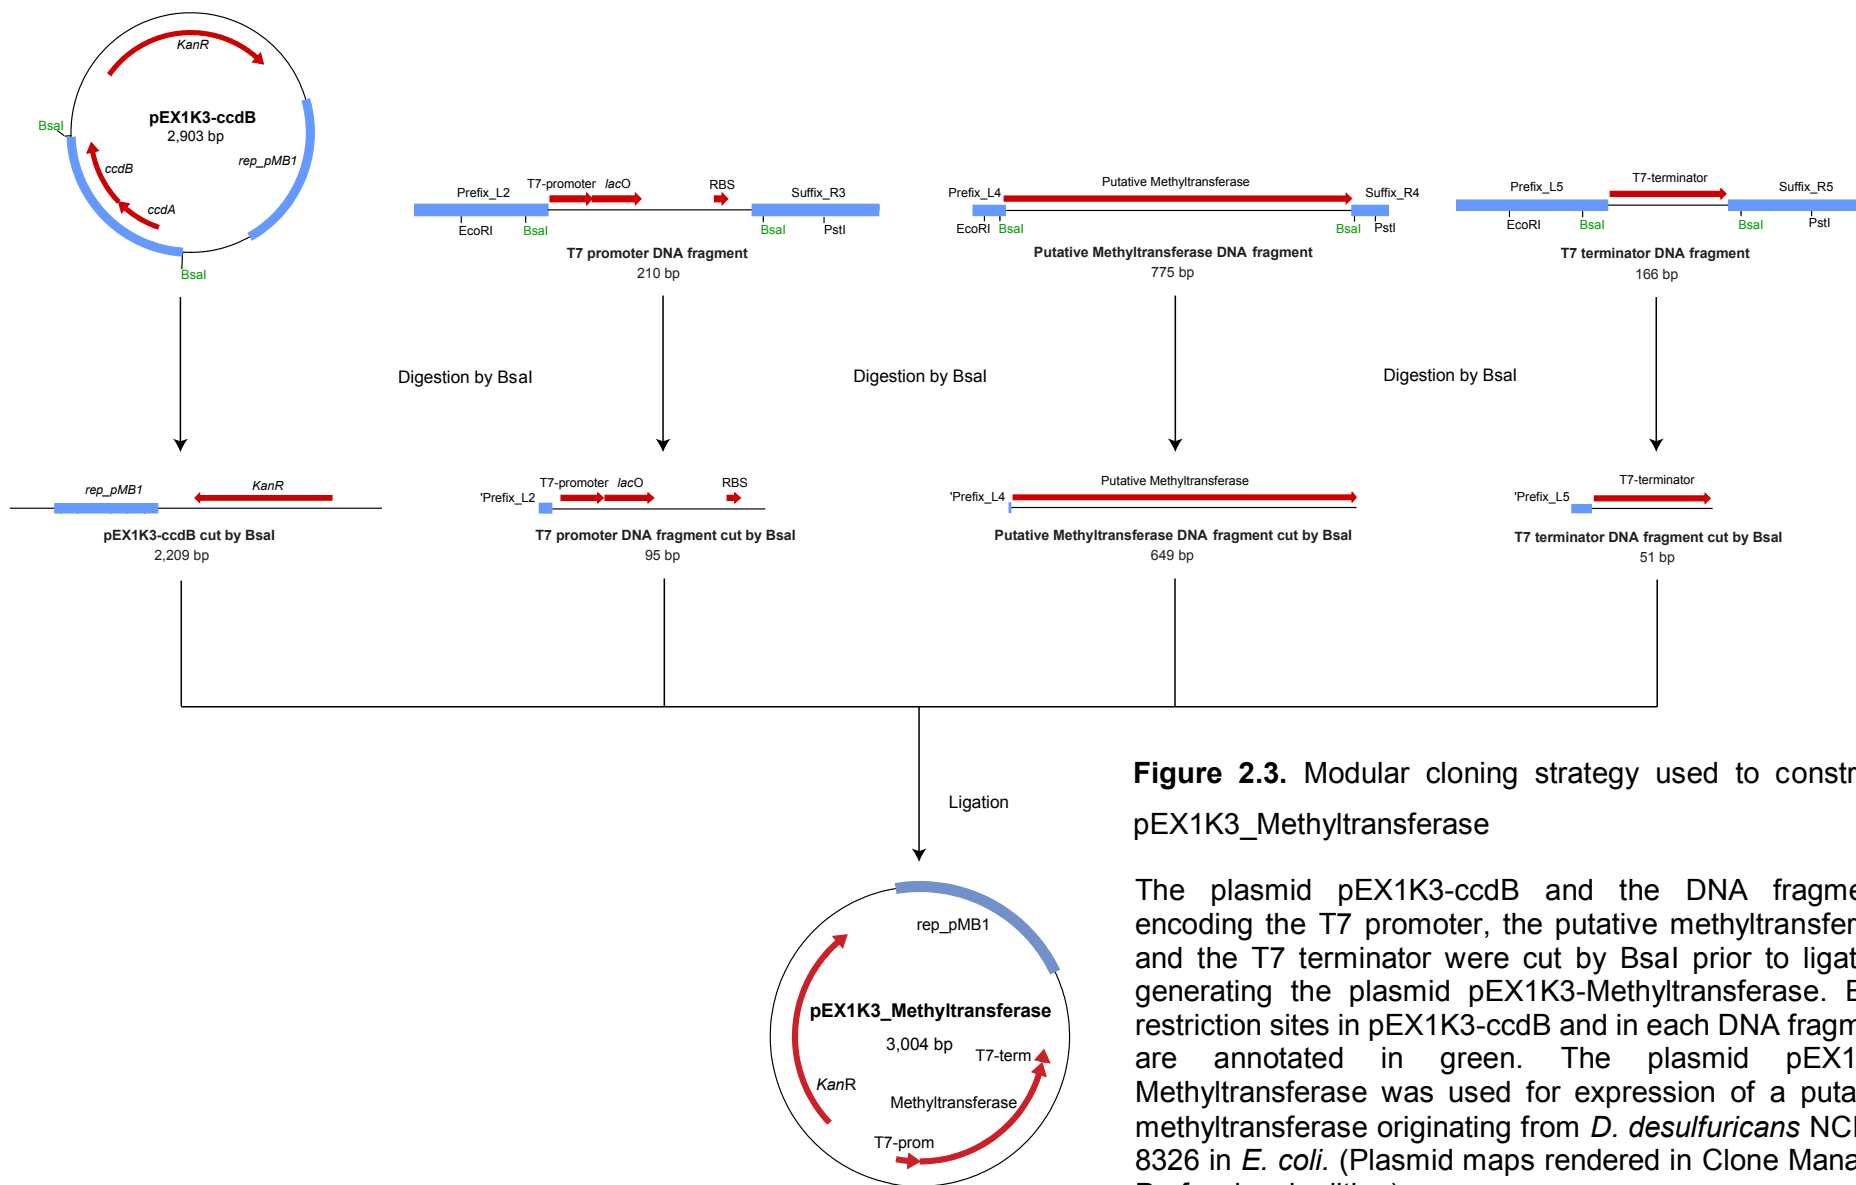 KanR
pEX1K3-ccdB
2,903 bp
BsaI
rep_pMB1
ccdB
ccdA
BsaI
Prefix_L2
T7-promoter
lacO
RBS
Suffix_R3
EcoRI
BsaI
BsaI
PstI
T7 promoter DNA fragment
210 bp
Prefix_L4
Putative Methyltransferase
Suffix_R4
EcoRI
BsaI
BsaI
PstI
Putative Methyltransferase DNA fragment
775 bp
Prefix_L5
T7-terminator
Suffix_R5
EcoRI
BsaI
BsaI
PstI
T7 terminator DNA fragment
166 bp
Digestion by BsaI
Digestion by BsaI
Digestion by BsaI
rep_pMB1
KanR
pEX1K3-ccdB cut by BsaI
2,209 bp
'Prefix_L2
T7-promoter
lacO
RBS
T7 promoter DNA fragment cut by BsaI
95 bp
'Prefix_L4
Putative Methyltransferase
Putative Methyltransferase DNA fragment cut by BsaI
649 bp
'Prefix_L5
T7-terminator
T7 terminator DNA fragment cut by BsaI
51 bp
Ligation
rep_pMB1
pEX1K3_Methyltransferase
3,004 bp
T7-term
KanR
Methyltransferase
T7-prom
Figure 2.3. Modular cloning strategy used to constr
pEX1K3_Methyltransferase
The plasmid pEX1K3-ccdB and the DNA fragme
encoding the T7 promoter, the putative methyltransfer
and the T7 terminator were cut by BsaI prior to ligat
generating the plasmid pEX1K3-Methyltransferase.
restriction sites in pEX1K3-ccdB and in each DNA fragm
are annotated in green. The plasmid pEX1
Methyltransferase was used for expression of a puta
methyltransferase originating from D. desulfuricans NCI
8326 in E. coli. (Plasmid maps rendered in Clone Mana